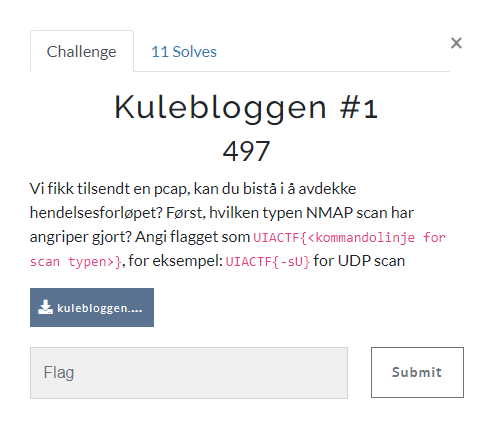 Challenge
11 Solves
×
Kulebloggen #1
497
Vi fikk tilsendt en pcap, kan du bistå i å avdekke
hendelsesforløpet? Først, hvilken typen NMAP scan har
angriper gjort? Angi flagget som UIACTF{<kommandolinje for
scan typen>}, for eksempel: UIACTF{-sU} for UDP scan
kulebloggen....
Flag
Submit